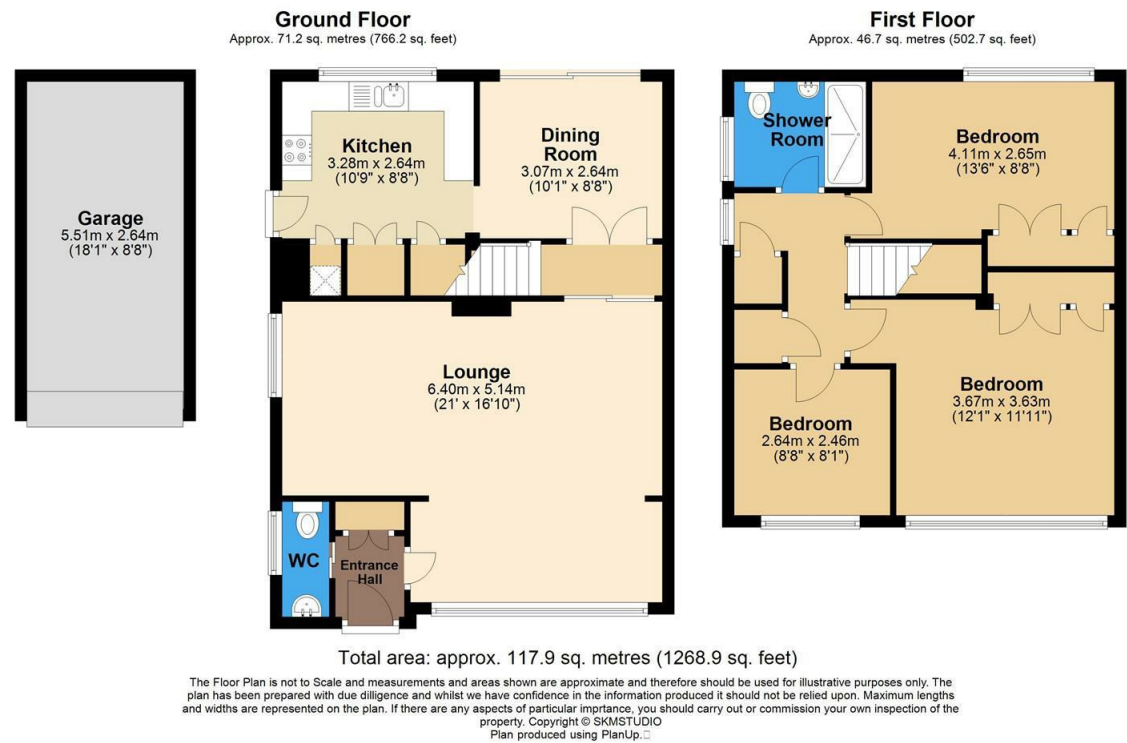 Ground Floor
Approx. 71.2 sq. metres (766.2 sq. feet)
First Floor
Approx. 46.7 sq. metres (502.7 sq. feet)
Garage
5.51m x 2.64m
(18'1" x 8'8")
Kitchen
3.28m x 2.64m
(10'9" x 8'8")
Dining
Room
3.07m x 2.64m
(10'1" x 8'8")
Lounge
6.40m x 5.14m
(21' x 16'10")
WC
Entrance
Hall
Shower
Room
Bedroom
4.11m x 2.65m
(13'6" x 8'8")
Bedroom
3.67m x 3.63m
(12'1" x 11'11")
Bedroom
2.64m x 2.46m
(8'8" x 8'1")
Total area: approx. 117.9 sq. metres (1268.9 sq. feet)
The Floor Plan is not to Scale and measurements and areas shown are approximate and therefore should be used for illustrative purposes only. The
plan has been prepared with due dilligence and whilst we have confidence in the information produced it should not be relied upon. Maximum lengths
and widths are represented on the plan. If there are any aspects of particular imprtance, you should carry out or commission your own inspection of the
property. Copyright © SKMSTUDIO
Plan produced using PlanUp.